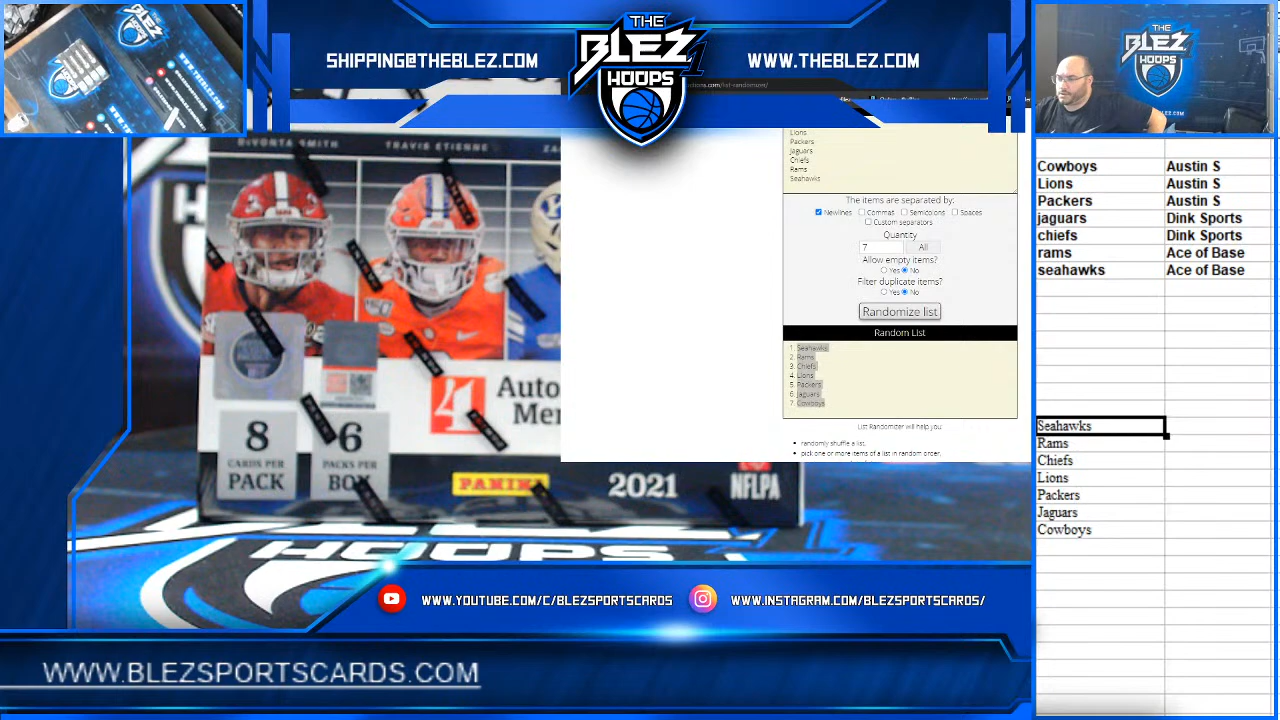 SHIPPING@THEBLEZ.COM
THE
BLEZ
HOOPS
WWW.THEBLEZ.COM
THE
BLEZ
HOOPS
DEVONTA SMITH
TRAVIS ETIENNE
Auto
Mem
8
CARDS PER
PACK
6
PACKS PER
BOX
PANINI
2021
NFLPA
HOOPS
Lions
Packers
Jaguars
Chiefs
Rams
Seahawks
The items are separated by:
Newlines Commas Semicolons Spaces
Custom separators
Quantity
7 All
Allow empty items?
Yes No
Filter duplicate items?
Yes No
Randomize list
Random List
1. Seahawks
2. Rams
3. Chiefs
4. Lions
5. Packers
6. Jaguars
7. Cowboys
List Randomizer will help you:
randomly shuffle a list.
pick one or more items of a list in random order.
Cowboys Austin S
Lions Austin S
Packers Austin S
jaguars Dink Sports
chiefs Dink Sports
rams Ace of Base
seahawks Ace of Base
Seahawks
Rams
Chiefs
Lions
Packers
Jaguars
Cowboys
WWW.YOUTUBE.COM/C/BLEZSPORTSCARDS
WWW.INSTAGRAM.COM/BLEZSPORTSCARDS/
WWW.BLEZSPORTSCARDS.COM